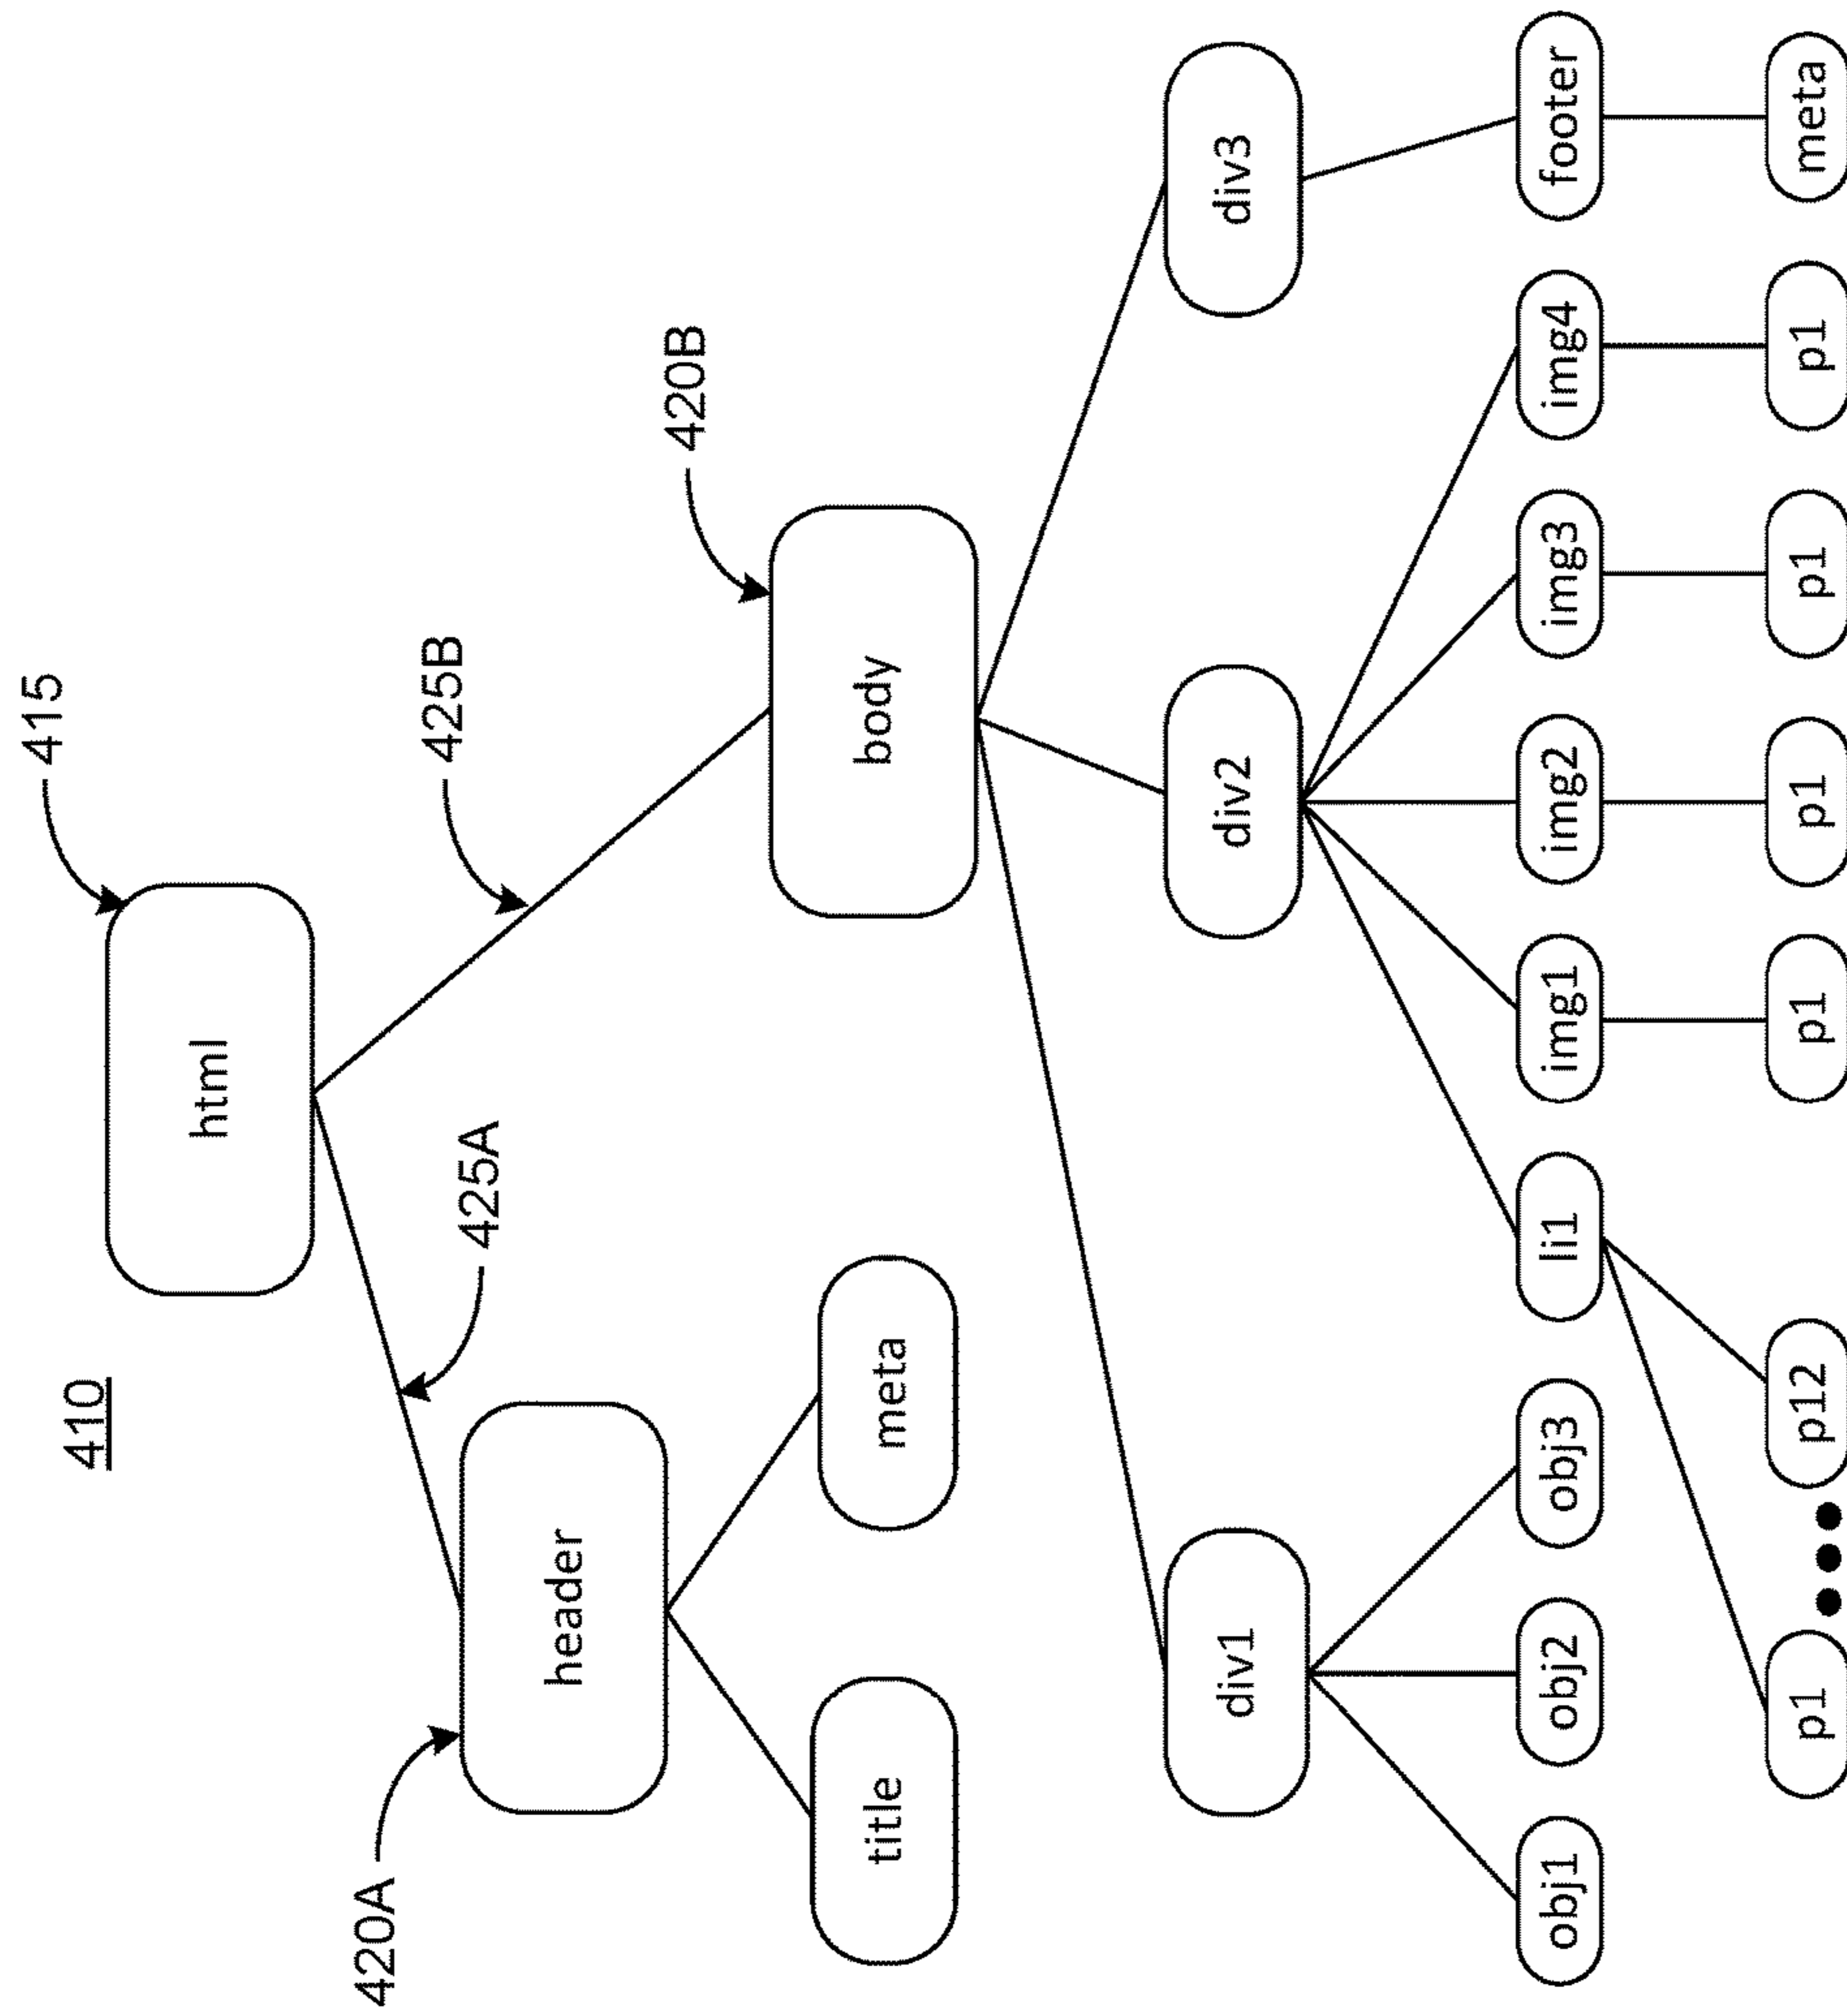 410
415
html
425A
425B
420A
header
420B
body
title
meta
div1
div2
div3
obj1
obj2
obj3
li1
img1
img2
img3
img4
footer
p1
p12
p1
p1
p1
p1
meta